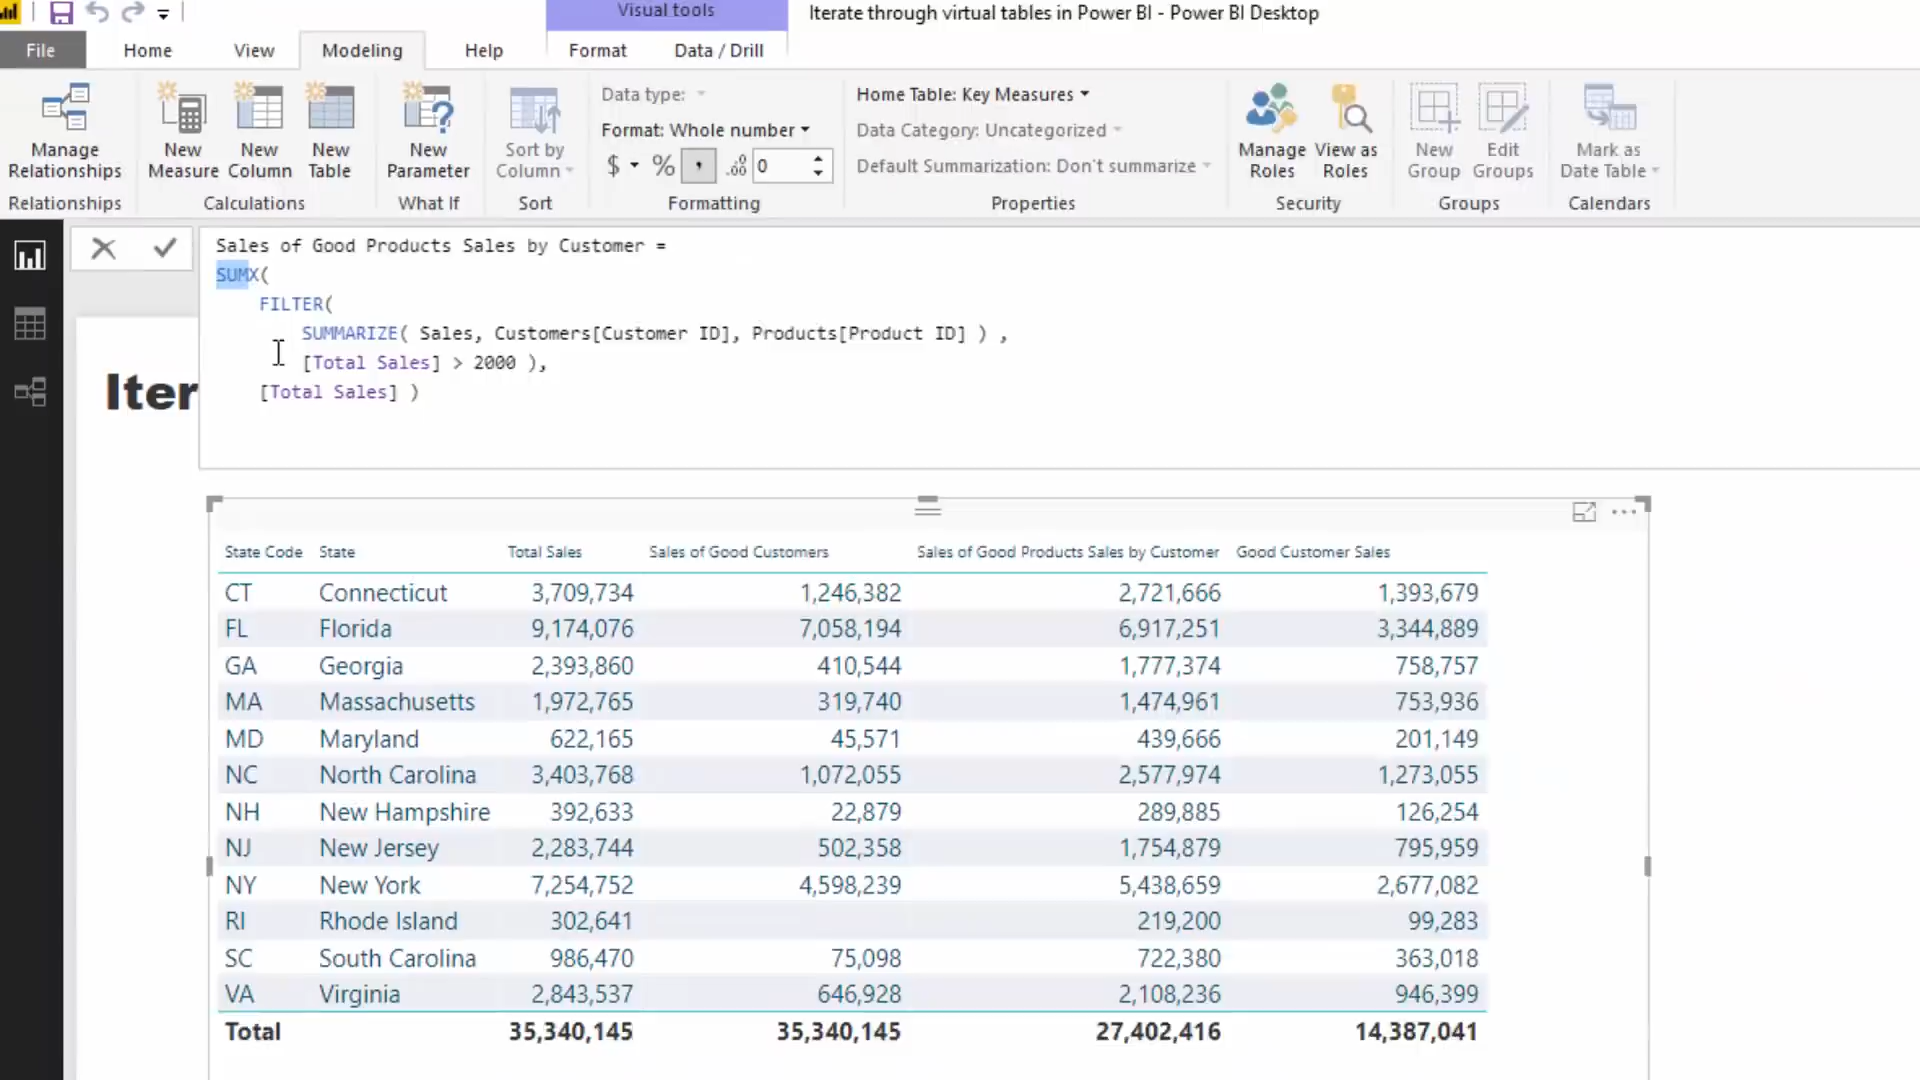 Visual tools
Iterate through virtual tables in Power BI - Power BI Desktop
File Home View Modeling Help Format Data / Drill
Manage Relationships
New Measure
New Column
New Table
New Parameter
Sort by Column
Data type:
Format: Whole number
$ % , .00 0
Home Table: Key Measures
Data Category: Uncategorized
Default Summarization: Don't summarize
Manage Roles
View as Roles
New Group
Edit Groups
Mark as Date Table
Relationships Calculations What If Sort Formatting Properties Security Groups Calendars
Sales of Good Products Sales by Customer =
SUMX(
FILTER(
SUMMARIZE( Sales, Customers[Customer ID], Products[Product ID] ) ,
[Total Sales] > 2000 ),
[Total Sales] )
Iter
State Code State Total Sales Sales of Good Customers Sales of Good Products Sales by Customer Good Customer Sales
CT Connecticut 3,709,734 1,246,382 2,721,666 1,393,679
FL Florida 9,174,076 7,058,194 6,917,251 3,344,889
GA Georgia 2,393,860 410,544 1,777,374 758,757
MA Massachusetts 1,972,765 319,740 1,474,961 753,936
MD Maryland 622,165 45,571 439,666 201,149
NC North Carolina 3,403,768 1,072,055 2,577,974 1,273,055
NH New Hampshire 392,633 22,879 289,885 126,254
NJ New Jersey 2,283,744 502,358 1,754,879 795,959
NY New York 7,254,752 4,598,239 5,438,659 2,677,082
RI Rhode Island 302,641 219,200 99,283
SC South Carolina 986,470 75,098 722,380 363,018
VA Virginia 2,843,537 646,928 2,108,236 946,399
Total 35,340,145 35,340,145 27,402,416 14,387,041